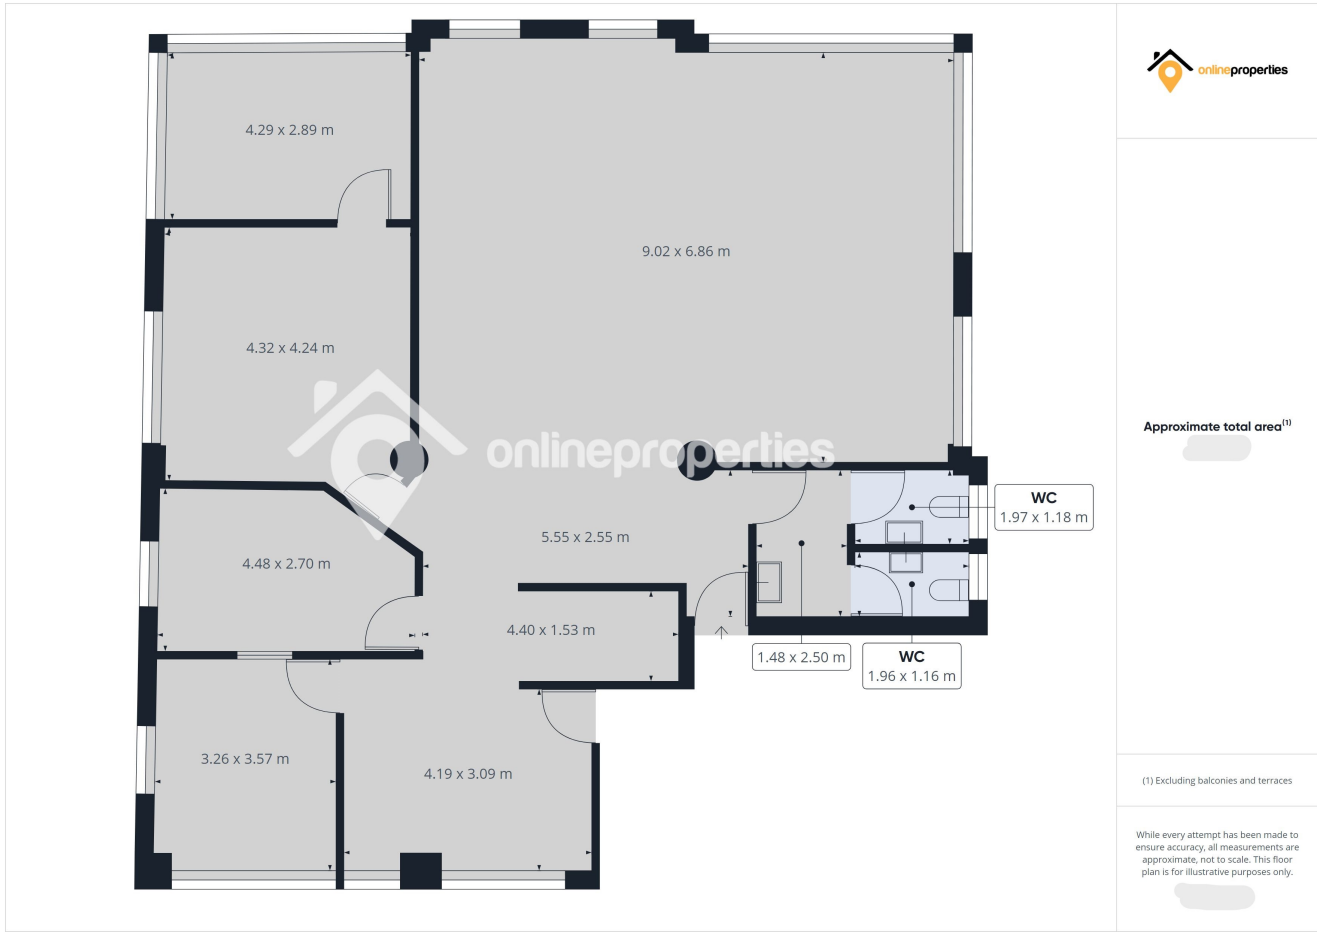 4.29 x 2.89 m
9.02 x 6.86 m
4.32 x 4.24 m
onlineproperties
5.55 x 2.55 m
4.48 x 2.70 m
4.40 x 1.53 m
WC
1.97 x 1.18 m
1.48 x 2.50 m
WC
1.96 x 1.16 m
3.26 x 3.57 m
4.19 x 3.09 m
onlineproperties
Approximate total area(1)
(1) Excluding balconies and terraces
While every attempt has been made to
ensure accuracy, all measurements are
approximate, not to scale. This floor
plan is for illustrative purposes only.